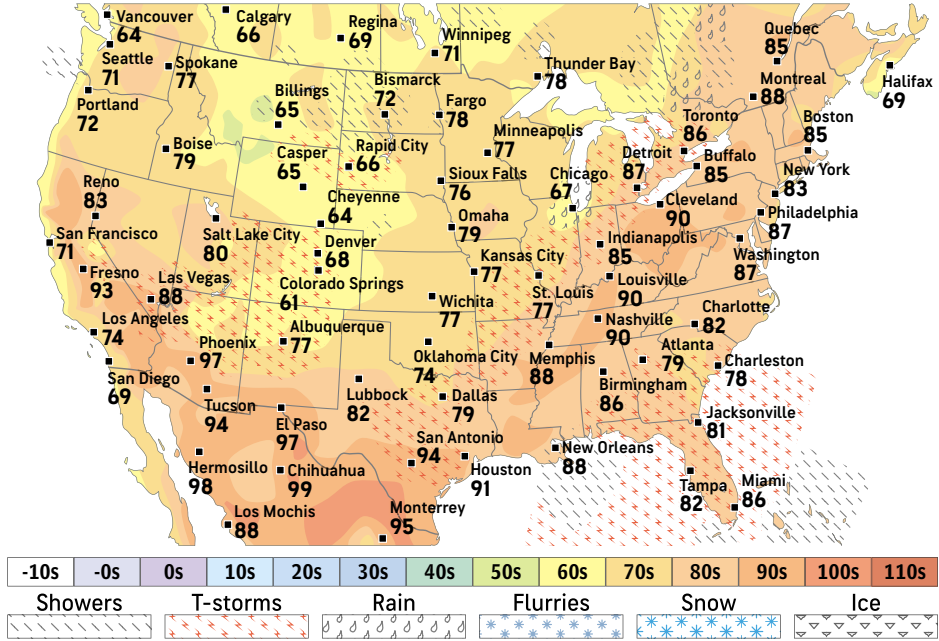 Vancouver
64
Calgary
66
Regina
69
Winnipeg
71
Quebec
85
Seattle
71
Spokane
77
Thunder Bay
78
Montreal
88
Halifax
69
Portland
72
Billings
65
Bismarck
72
Fargo
78
Toronto
86
Boston
85
Boise
79
Casper
65
Rapid City
66
Minneapolis
77
Detroit
87
Buffalo
85
New York
83
Reno
83
Cheyenne
64
Sioux Falls
76
Chicago
67
Cleveland
90
Philadelphia
87
San Francisco
71
Salt Lake City
80
Denver
68
Omaha
79
Indianapolis
85
Washington
87
Fresno
93
Las Vegas
88
Colorado Springs
61
Kansas City
77
St. Louis
77
Louisville
90
Los Angeles
74
Phoenix
97
Albuquerque
77
Wichita
77
Nashville
90
Charlotte
82
San Diego
69
Oklahoma City
74
Memphis
88
Atlanta
79
Charleston
78
Tucson
94
El Paso
97
Lubbock
82
Dallas
79
Birmingham
86
Jacksonville
81
Hermosillo
98
Chihuahua
99
San Antonio
94
Houston
91
New Orleans
88
Tampa
82
Miami
86
Los Mochis
88
Monterrey
95
-10s -0s 0s 10s 20s 30s 40s 50s 60s 70s 80s 90s 100s 110s
Showers T-storms Rain Flurries Snow Ice